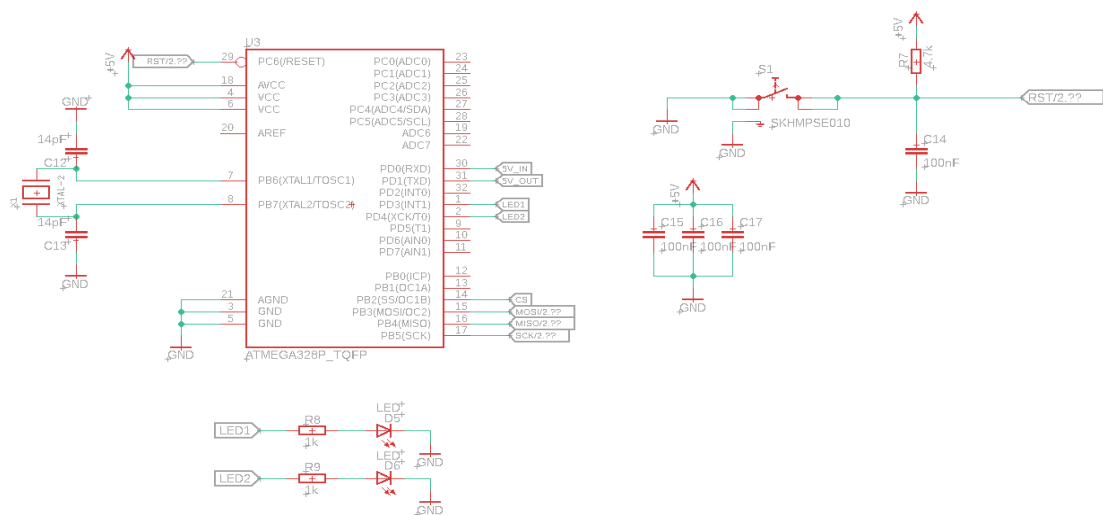 U3
+5V
RST/2.??
29
PC6(/RESET)
18
AVCC
4
VCC
6
VCC
20
AREF
7
PB6(XTAL1/TOSC1)
8
PB7(XTAL2/TOSC2)
21
AGND
3
GND
5
GND
PC0(ADC0)
23
PC1(ADC1)
24
PC2(ADC2)
25
PC3(ADC3)
26
PC4(ADC4/SDA)
27
PC5(ADC5/SCL)
28
ADC6
19
ADC7
22
PD0(RXD)
30
5V_IN
PD1(TXD)
31
5V_OUT
PD2(INT0)
32
PD3(INT1)
1
LED1
PD4(XCK/T0)
2
LED2
PD5(T1)
9
PD6(AIN0)
10
PD7(AIN1)
11
PB0(ICP)
12
PB1(OC1A)
13
PB2(SS/OC1B)
14
CS
PB3(MOSI/OC2)
15
MOSI/2.??
PB4(MISO)
16
MISO/2.??
PB5(SCK)
17
SCK/2.??
ATMEGA328P_TQFP
GND
14pF
C12
X1
XTAL-2
14pF
C13
GND
GND
LED1
R8
1k
LED
D5
GND
LED2
R9
1k
LED
D6
GND
GND
S1
SKHMPSE010
GND
+5V
R7
4.7k
RST/2.??
C14
100nF
GND
+5V
C15
100nF
C16
100nF
C17
100nF
GND